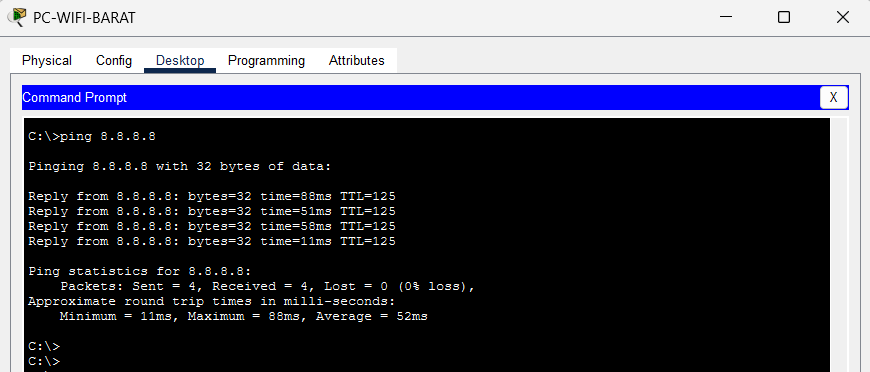 PC-WIFI-BARAT
Physical Config Desktop Programming Attributes
Command Prompt X
C:\>ping 8.8.8.8
Pinging 8.8.8.8 with 32 bytes of data:
Reply from 8.8.8.8: bytes=32 time=88ms TTL=125
Reply from 8.8.8.8: bytes=32 time=51ms TTL=125
Reply from 8.8.8.8: bytes=32 time=58ms TTL=125
Reply from 8.8.8.8: bytes=32 time=11ms TTL=125
Ping statistics for 8.8.8.8:
Packets: Sent = 4, Received = 4, Lost = 0 (0% loss),
Approximate round trip times in milli-seconds:
Minimum = 11ms, Maximum = 88ms, Average = 52ms
C:\>
C:\>